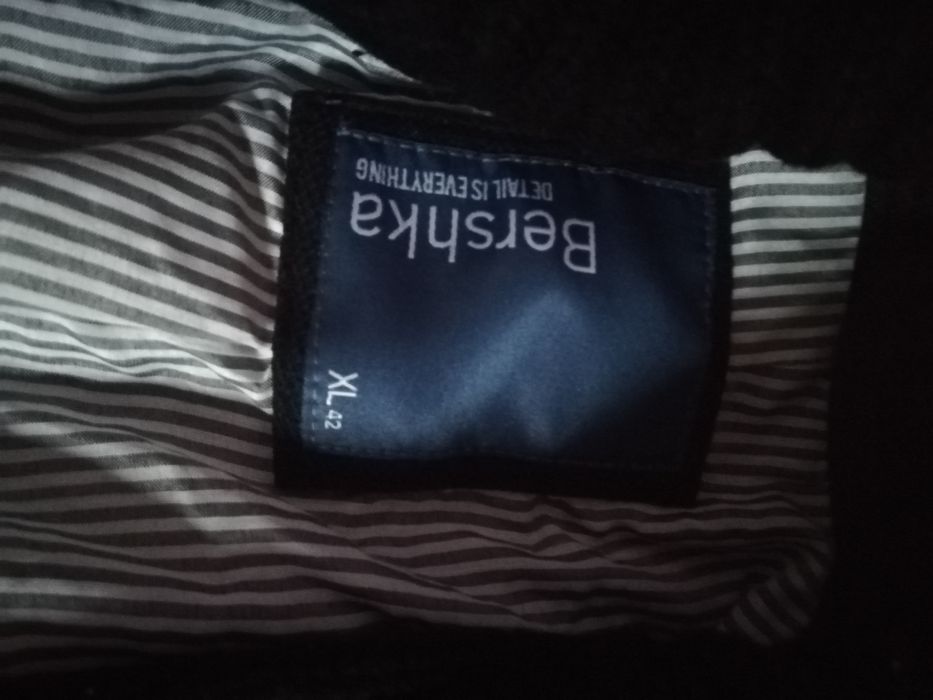 Bershka
DETAIL IS EVERYTHING
XL 42